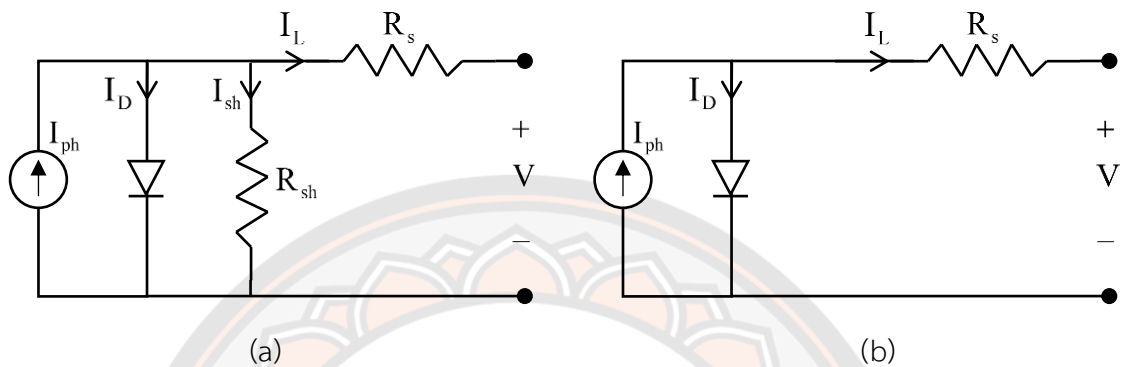 I_L R_s
I_D I_sh
I_ph
R_sh
+
V
–
(a)
I_L R_s
I_D
I_ph
+
V
–
(b)